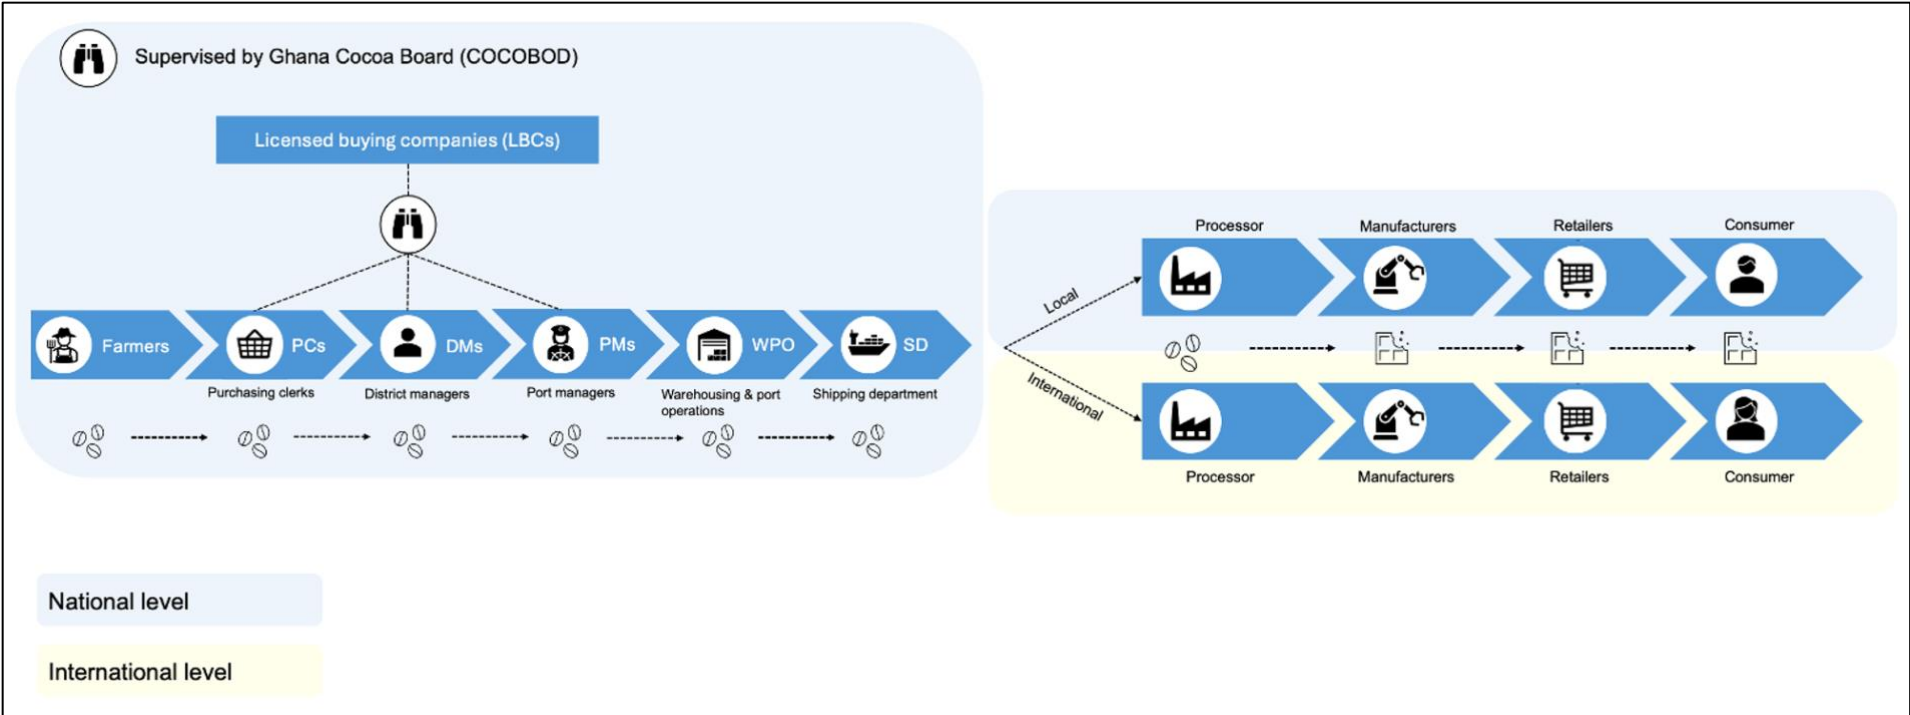 Supervised by Ghana Cocoa Board (COCOBOD)
Licensed buying companies (LBCs)
Farmers
PCs
DMs
PMs
WPO
SD
Purchasing clerks
District managers
Port managers
Warehousing & port
operations
Shipping department
Local
International
Processor
Manufacturers
Retailers
Consumer
Processor
Manufacturers
Retailers
Consumer
National level
International level